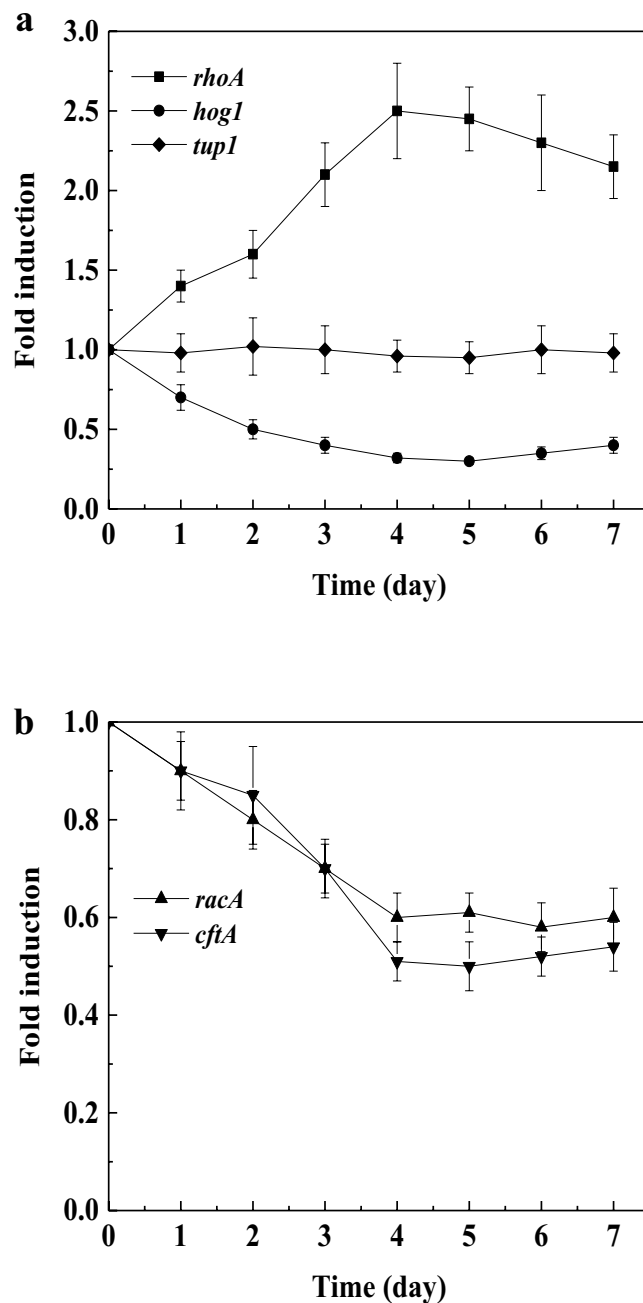 a
3.0
rhoA
hog1
tup1
2.5
2.0
1.5
1.0
0.5
0.0
Fold induction
0 1 2 3 4 5 6 7
Time (day)
b
1.0
0.8
racA
cftA
0.6
0.4
0.2
0.0
Fold induction
0 1 2 3 4 5 6 7
Time (day)